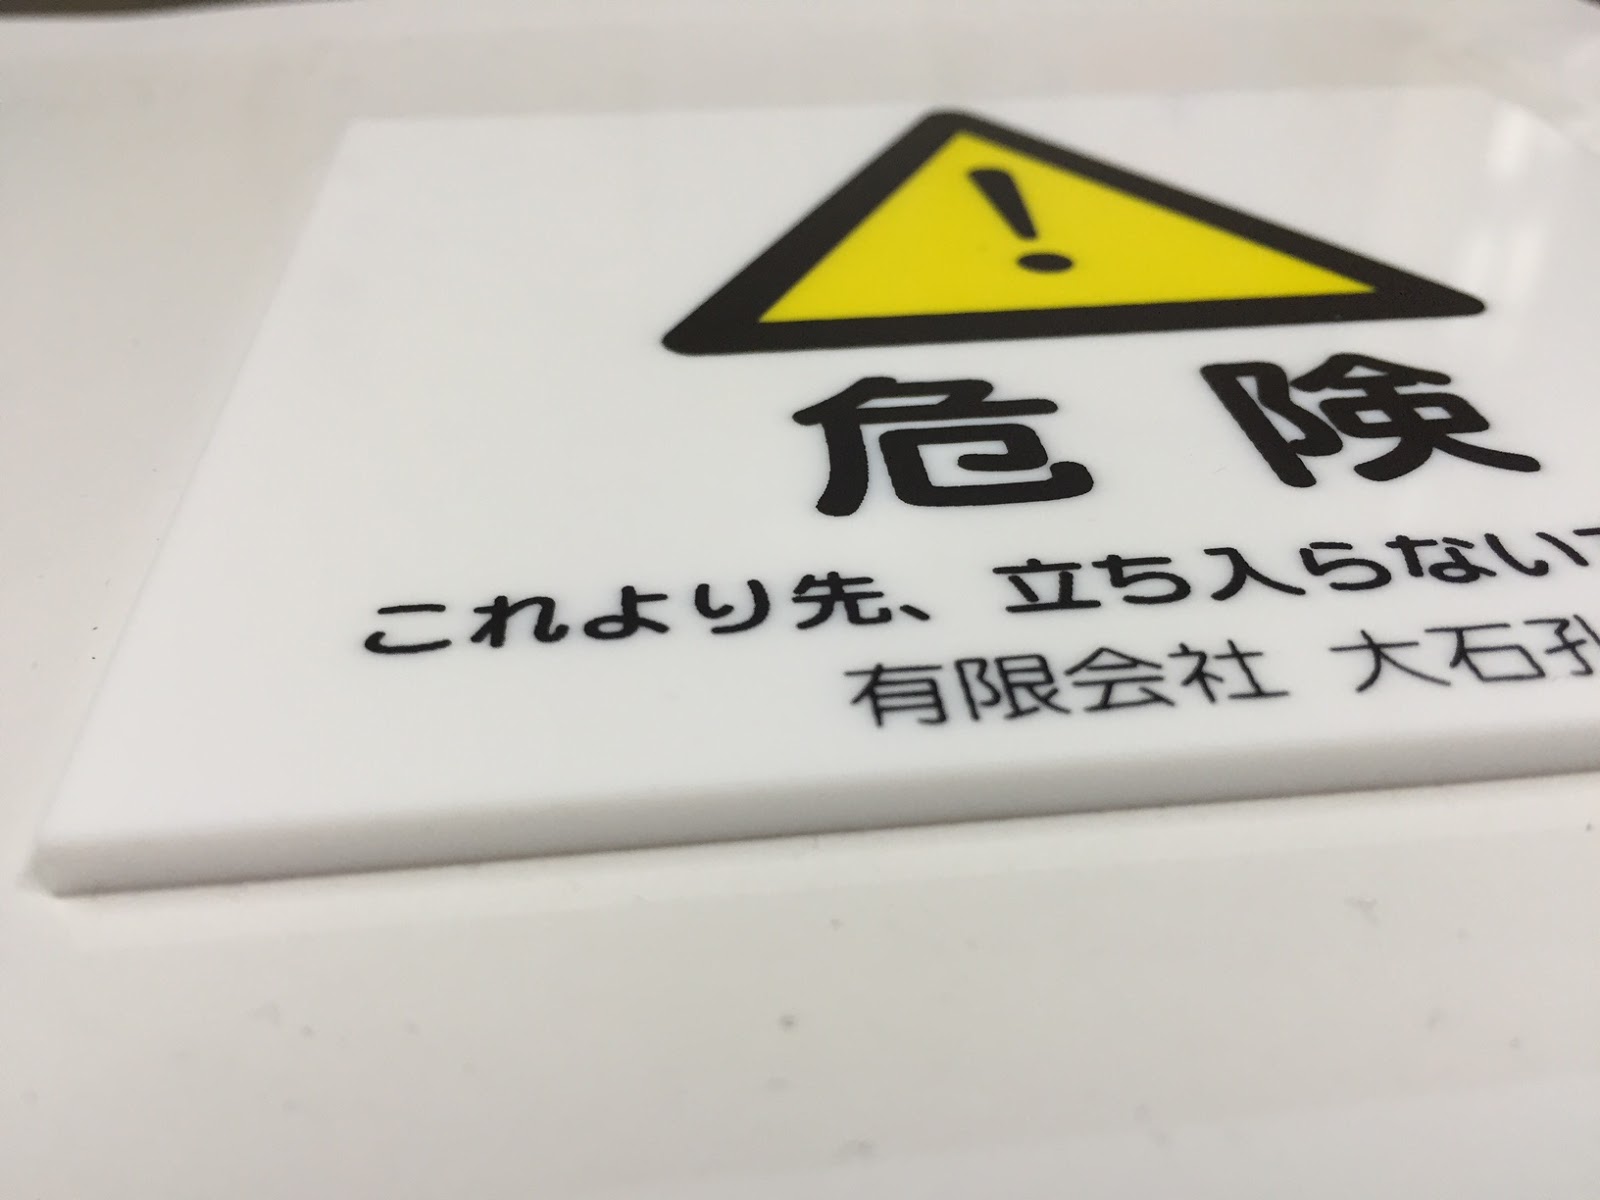 危険
これより先、立ち入らない
有限会社 大石孔